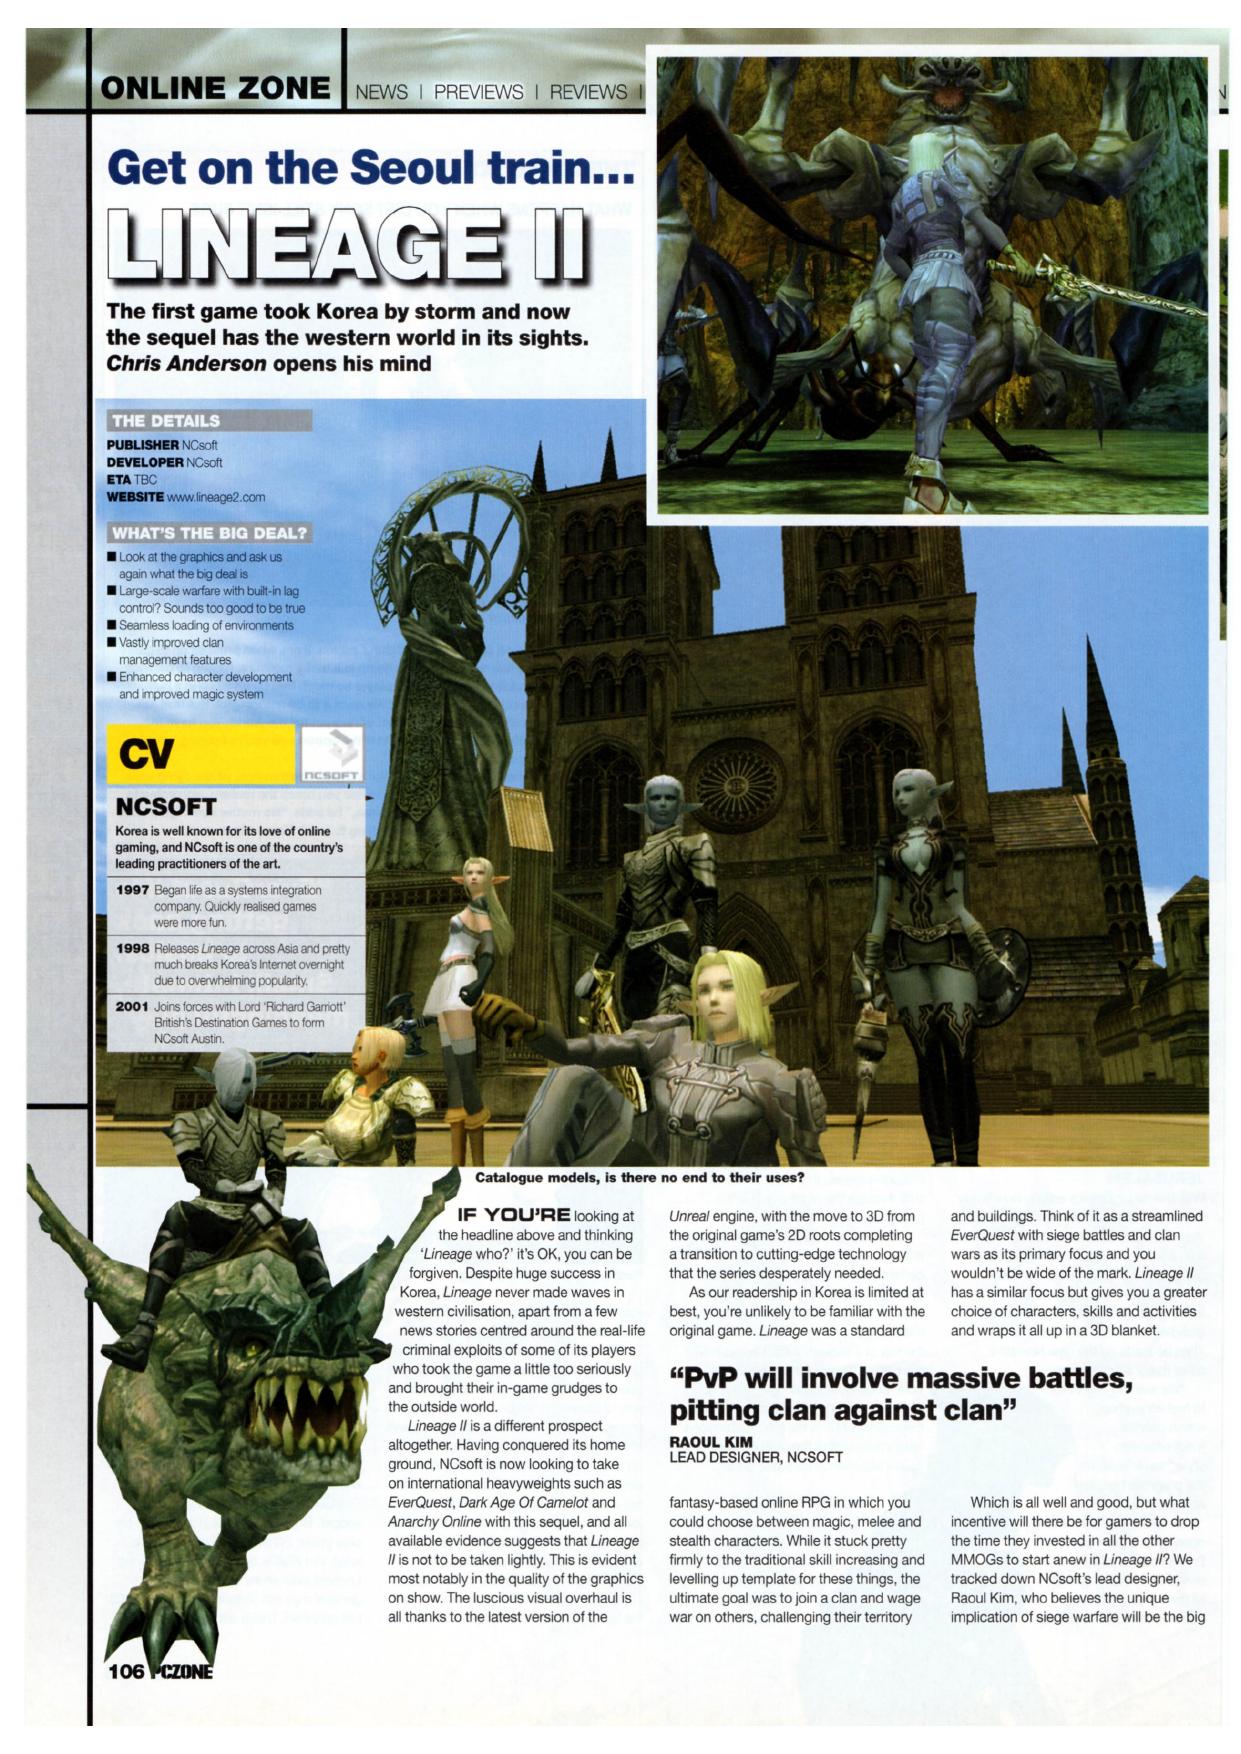 ONLINE ZONE
NEWS | PREVIEWS | REVIEWS |
Get on the Seoul train...
LINEAGE II
The first game took Korea by storm and now
the sequel has the western world in its sights.
Chris Anderson opens his mind
THE DETAILS
PUBLISHER NCsoft
DEVELOPER NCsoft
ETA TBC
WEBSITE www.lineage2.com
WHAT'S THE BIG DEAL?
■ Look at the graphics and ask us
again what the big deal is
■ Large-scale warfare with built-in lag
control? Sounds too good to be true
■ Seamless loading of environments
■ Vastly improved clan
management features
■ Enhanced character development
and improved magic system
CV
NCSOFT
NCSOFT
Korea is well known for its love of online
gaming, and NCsoft is one of the country's
leading practitioners of the art.
1997 Began life as a systems integration
company. Quickly realised games
were more fun.
1998 Releases Lineage across Asia and pretty
much breaks Korea's Internet overnight
due to overwhelming popularity.
2001 Joins forces with Lord 'Richard Garriott'
British's Destination Games to form
NCsoft Austin.
Catalogue models, is there no end to their uses?
IF YOU'RE looking at
the headline above and thinking
'Lineage who?' it's OK, you can be
forgiven. Despite huge success in
Korea, Lineage never made waves in
western civilisation, apart from a few
news stories centred around the real-life
criminal exploits of some of its players
who took the game a little too seriously
and brought their in-game grudges to
the outside world.
Lineage II is a different prospect
altogether. Having conquered its home
ground, NCsoft is now looking to take
on international heavyweights such as
EverQuest, Dark Age Of Camelot and
Anarchy Online with this sequel, and all
available evidence suggests that Lineage
II is not to be taken lightly. This is evident
most notably in the quality of the graphics
on show. The luscious visual overhaul is
all thanks to the latest version of the
Unreal engine, with the move to 3D from
the original game's 2D roots completing
a transition to cutting-edge technology
that the series desperately needed.
As our readership in Korea is limited at
best, you're unlikely to be familiar with the
original game. Lineage was a standard
fantasy-based online RPG in which you
could choose between magic, melee and
stealth characters. While it stuck pretty
firmly to the traditional skill increasing and
levelling up template for these things, the
ultimate goal was to join a clan and wage
war on others, challenging their territory
and buildings. Think of it as a streamlined
EverQuest with siege battles and clan
wars as its primary focus and you
wouldn't be wide of the mark. Lineage II
has a similar focus but gives you a greater
choice of characters, skills and activities
and wraps it all up in a 3D blanket.
"PvP will involve massive battles,
pitting clan against clan"
RAOUL KIM
LEAD DESIGNER, NCSOFT
Which is all well and good, but what
incentive will there be for gamers to drop
the time they invested in all the other
MMOGs to start anew in Lineage II? We
tracked down NCsoft's lead designer,
Raoul Kim, who believes the unique
implication of siege warfare will be the big
106 PCZONE